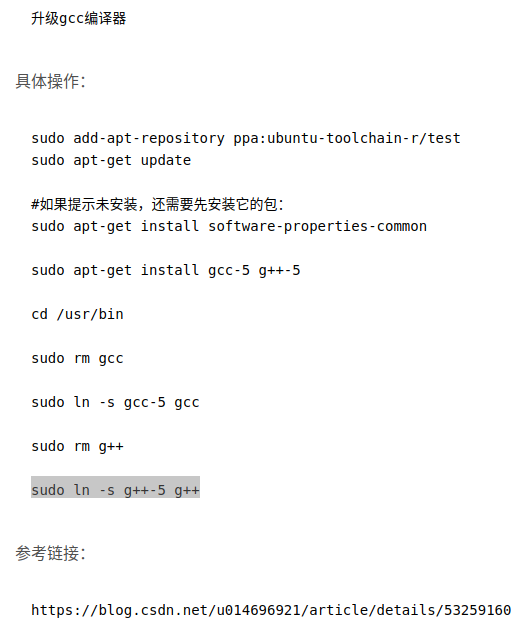 升级gcc编译器
具体操作：
sudo add-apt-repository ppa:ubuntu-toolchain-r/test
sudo apt-get update
#如果提示未安装，还需要先安装它的包：
sudo apt-get install software-properties-common
sudo apt-get install gcc-5 g++-5
cd /usr/bin
sudo rm gcc
sudo ln -s gcc-5 gcc
sudo rm g++
sudo ln -s g++-5 g++
参考链接：
https://blog.csdn.net/u014696921/article/details/53259160